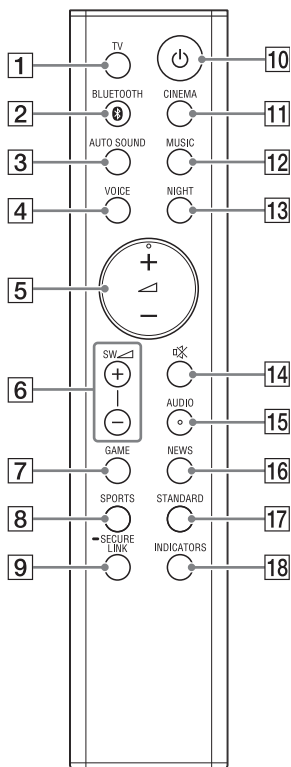 TV
1
10
BLUETOOTH
CINEMA
2
11
AUTO SOUND
MUSIC
3
12
VOICE
NIGHT
4
13
+
5
–
SW
+
14
6
AUDIO
–
15
GAME
NEWS
7
16
SPORTS
STANDARD
8
17
SECURE
LINK
INDICATORS
9
18